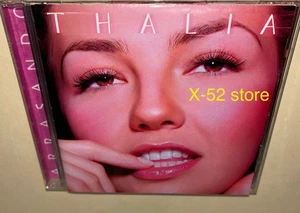 THALIA
ARRASANDO
X-52 store